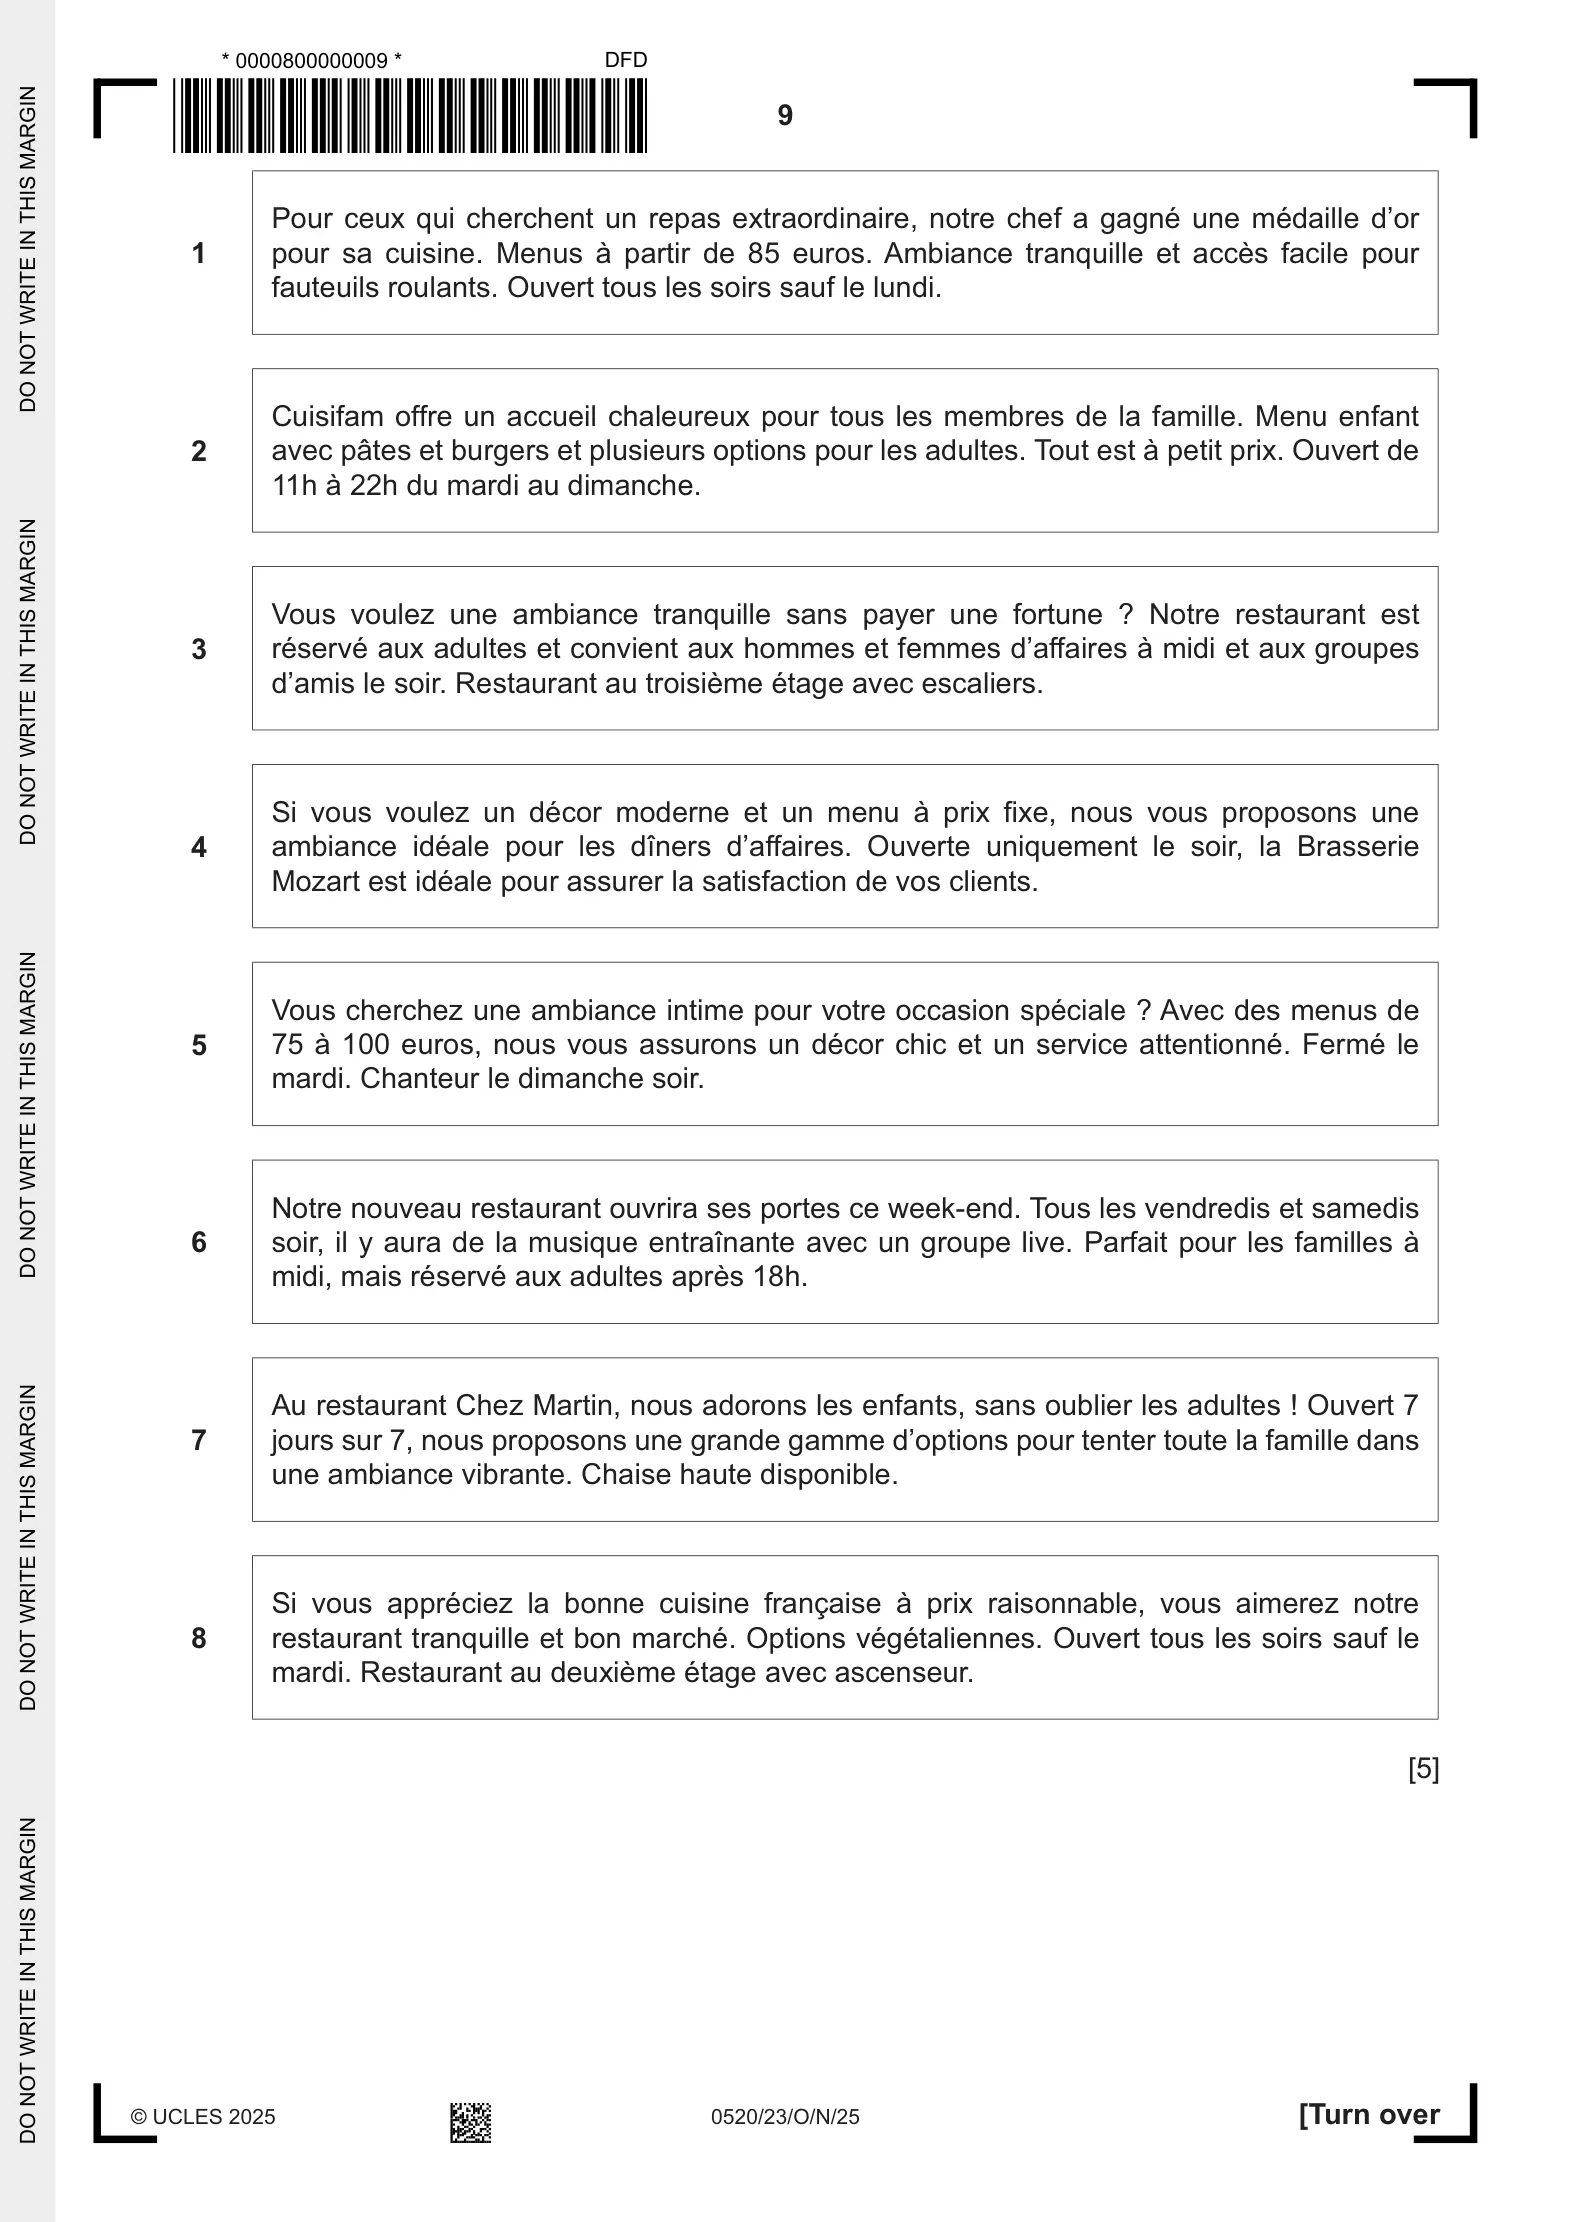 * 0000800000009 *
DFD
9
1
Pour ceux qui cherchent un repas extraordinaire, notre chef a gagné une médaille d’or
pour sa cuisine. Menus à partir de 85 euros. Ambiance tranquille et accès facile pour
fauteuils roulants. Ouvert tous les soirs sauf le lundi.
2
Cuisifam offre un accueil chaleureux pour tous les membres de la famille. Menu enfant
avec pâtes et burgers et plusieurs options pour les adultes. Tout est à petit prix. Ouvert de
11h à 22h du mardi au dimanche.
3
Vous voulez une ambiance tranquille sans payer une fortune ? Notre restaurant est
réservé aux adultes et convient aux hommes et femmes d’affaires à midi et aux groupes
d’amis le soir. Restaurant au troisième étage avec escaliers.
4
Si vous voulez un décor moderne et un menu à prix fixe, nous vous proposons une
ambiance idéale pour les dîners d’affaires. Ouverte uniquement le soir, la Brasserie
Mozart est idéale pour assurer la satisfaction de vos clients.
5
Vous cherchez une ambiance intime pour votre occasion spéciale ? Avec des menus de
75 à 100 euros, nous vous assurons un décor chic et un service attentionné. Fermé le
mardi. Chanteur le dimanche soir.
6
Notre nouveau restaurant ouvrira ses portes ce week-end. Tous les vendredis et samedis
soir, il y aura de la musique entraînante avec un groupe live. Parfait pour les familles à
midi, mais réservé aux adultes après 18h.
7
Au restaurant Chez Martin, nous adorons les enfants, sans oublier les adultes ! Ouvert 7
jours sur 7, nous proposons une grande gamme d’options pour tenter toute la famille dans
une ambiance vibrante. Chaise haute disponible.
8
Si vous appréciez la bonne cuisine française à prix raisonnable, vous aimerez notre
restaurant tranquille et bon marché. Options végétaliennes. Ouvert tous les soirs sauf le
mardi. Restaurant au deuxième étage avec ascenseur.
[5]
© UCLES 2025
0520/23/O/N/25
[Turn over
DO NOT WRITE IN THIS MARGIN
DO NOT WRITE IN THIS MARGIN
DO NOT WRITE IN THIS MARGIN
DO NOT WRITE IN THIS MARGIN
DO NOT WRITE IN THIS MARGIN